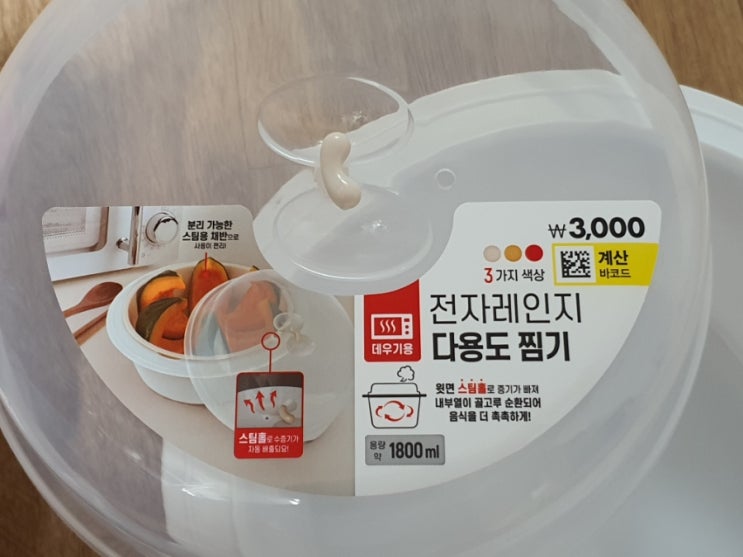 분리 가능한
스팀용 채반으로
사용이 편리!
₩3,000
3가지 색상
계산
바코드
데우기용
전자레인지
다용도 찜기
윗면 스팀홀로 증기가 빠져
내부열이 골고루 순환되어
음식을 더 촉촉하게!
스팀홀로 수증기가
자동 배출되요!
용량
약 1800ml